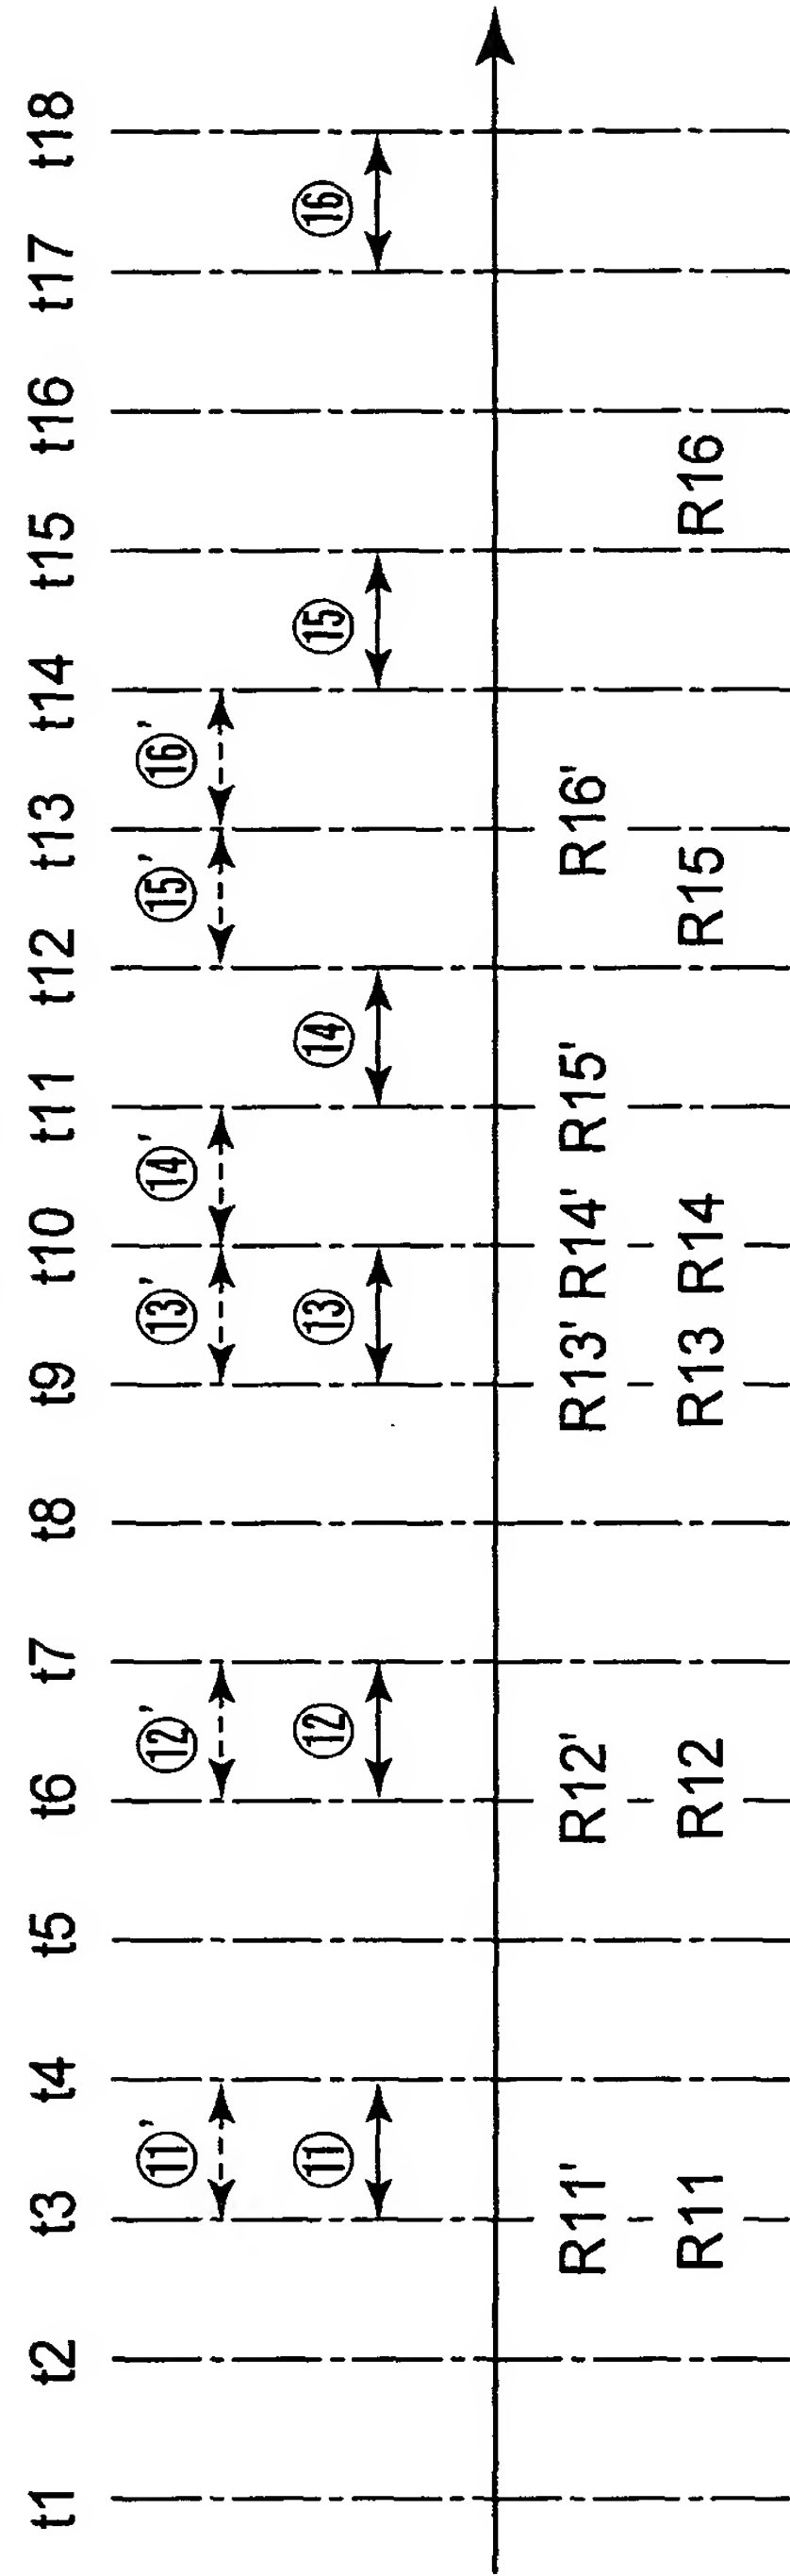 t1 t2 t3 t4 t5 t6 t7 t8 t9 t10 t11 t12 t13 t14 t15 t16 t17 t18
⑪' ⑫' ⑬' ⑭' ⑮' ⑯'
⑪ ⑫ ⑬ ⑭ ⑮ ⑯
R11' R12' R13' R14' R15' R16'
R11 R12 R13 R14 R15 R16